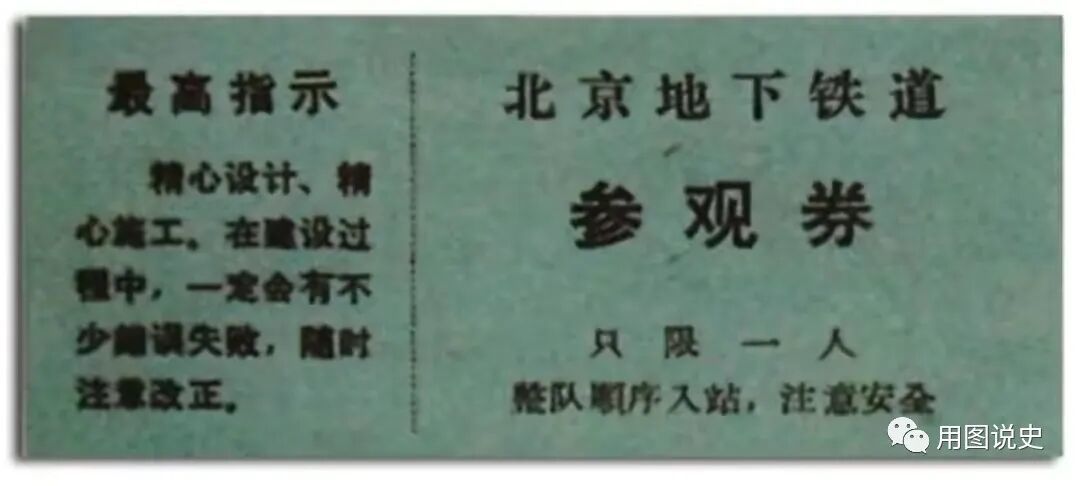 最高指示
精心设计、精
心施工。在建设过
程中，一定会有不
少错误失败，随时
注意改正。
北京地下铁道
参观券
只限一人
整队顺序入站，注意安全
用图说史